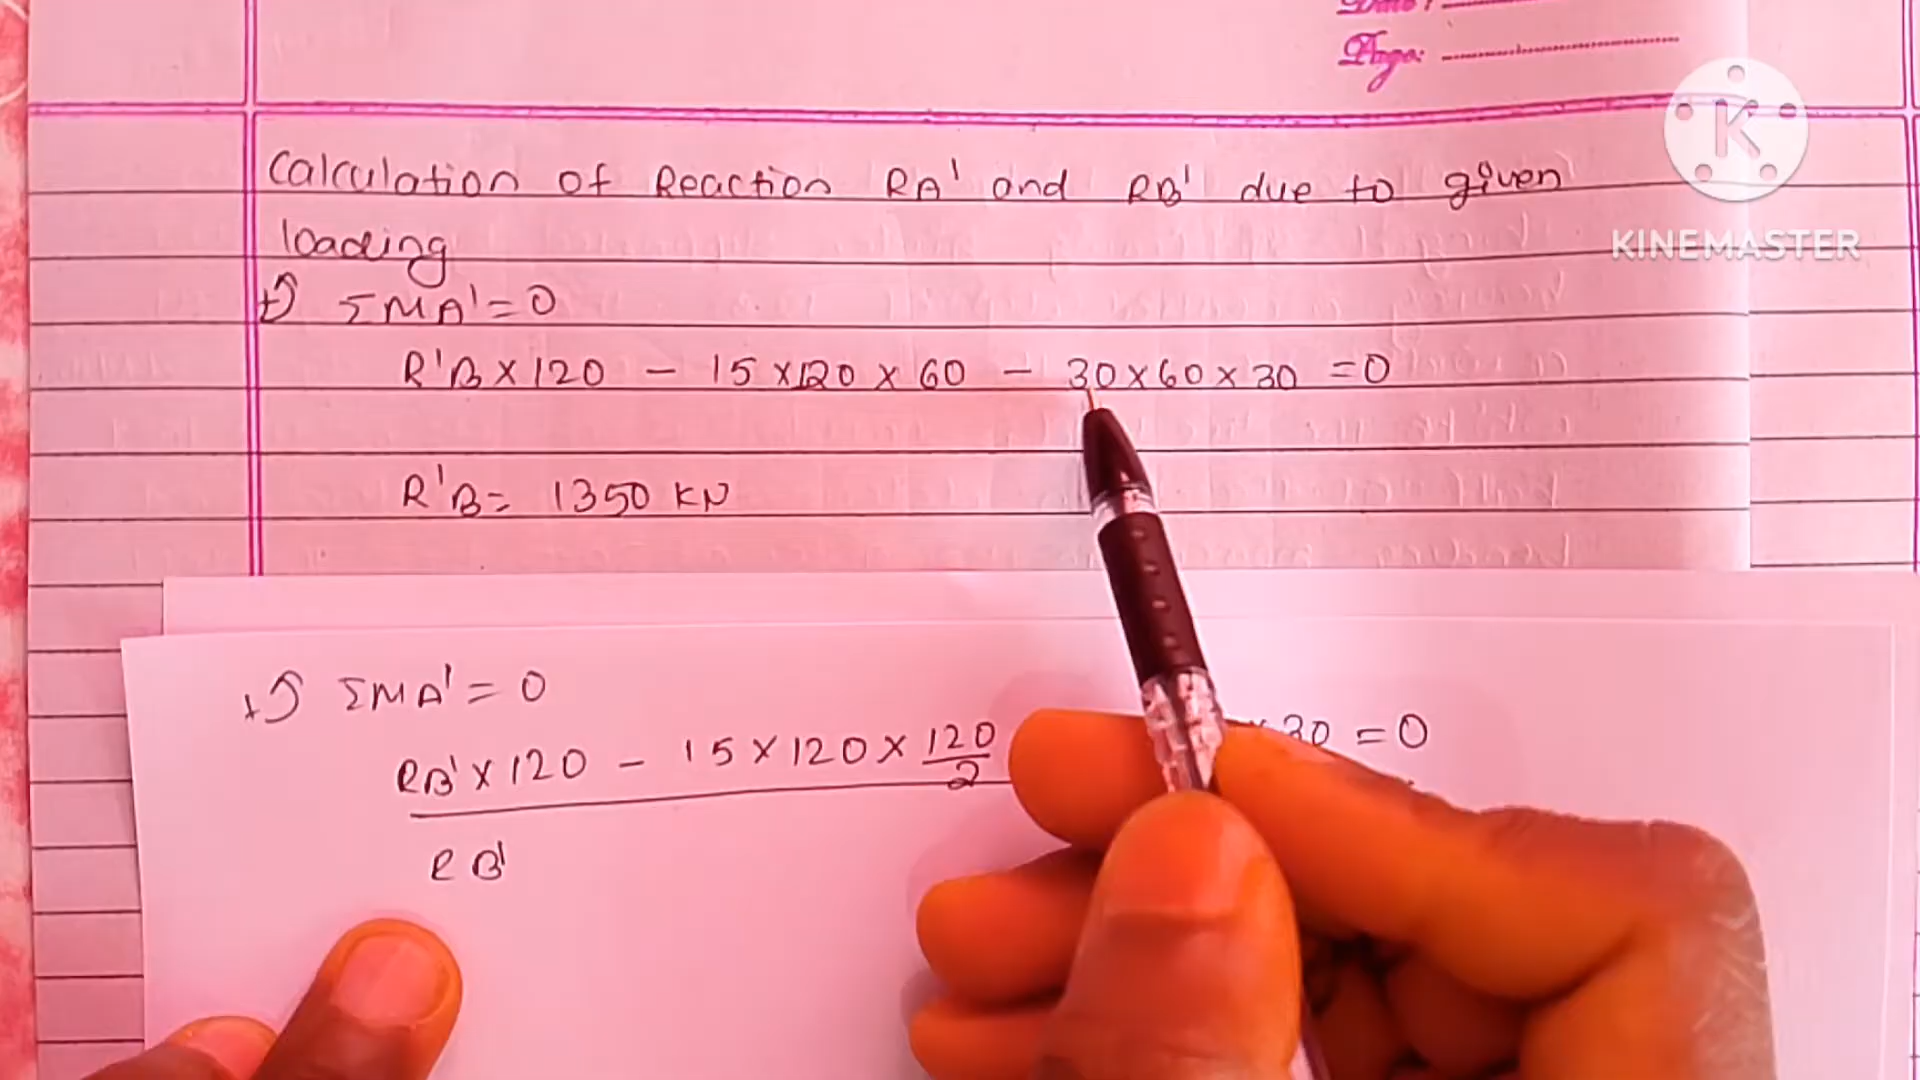 Date:
Page:
K
KINEMASTER
Calculation of Reaction RA' and RB' due to given
loading
+↺ ΣMA'=0
R'B×120 - 15×120×60 - 30×60×30 =0
R'B= 1350 KN
+↺ ΣMA'=0
RB'×120 - 15×120×120/2 ×30 =0
RB'